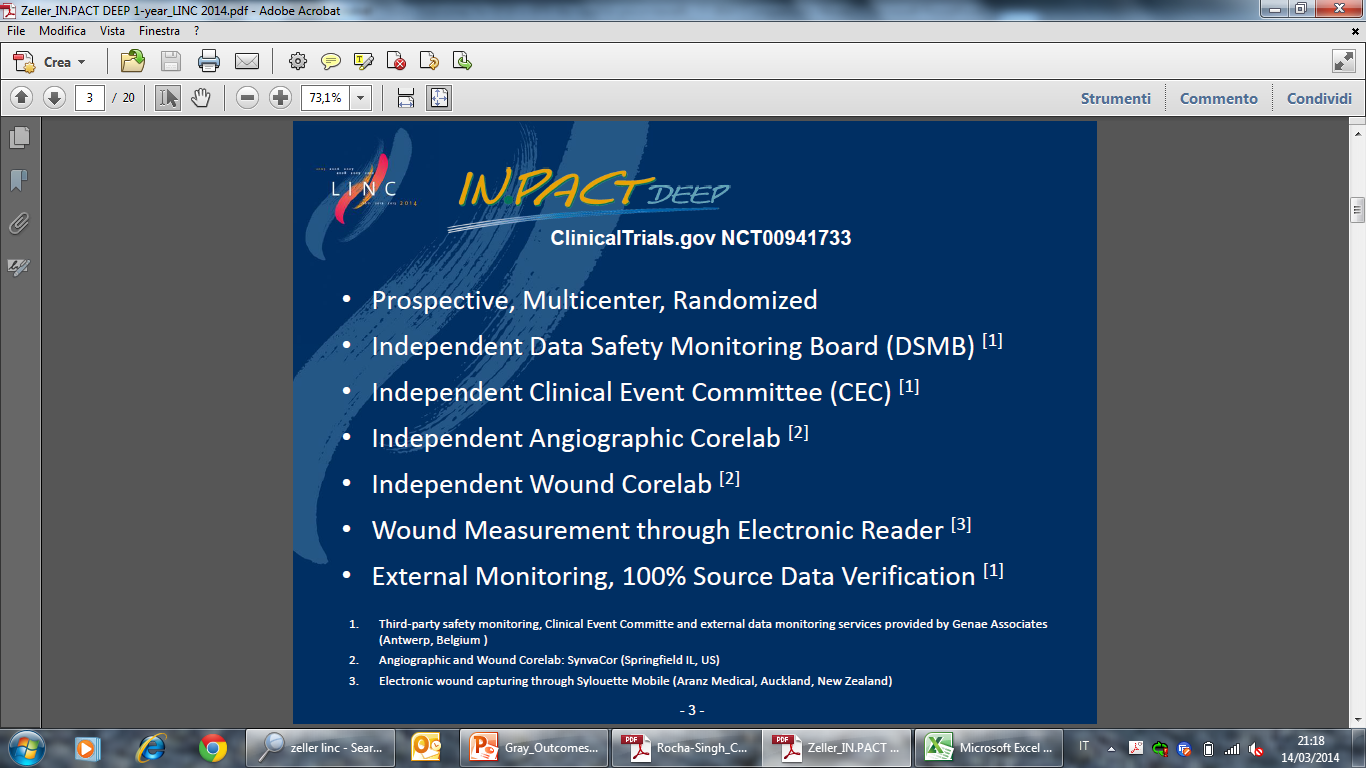 Zeller_IN.PACT DEEP 1-year_LINC 2014.pdf - Adobe Acrobat
File Modifica Vista Finestra ?
Crea
3 / 20 73,1% Strumenti Commento Condividi
LINC
2014
IN.PACT DEEP
ClinicalTrials.gov NCT00941733
• Prospective, Multicenter, Randomized
• Independent Data Safety Monitoring Board (DSMB) [1]
• Independent Clinical Event Committee (CEC) [1]
• Independent Angiographic Corelab [2]
• Independent Wound Corelab [2]
• Wound Measurement through Electronic Reader [3]
• External Monitoring, 100% Source Data Verification [1]
1. Third-party safety monitoring, Clinical Event Committe and external data monitoring services provided by Genae Associates
(Antwerp, Belgium )
2. Angiographic and Wound Corelab: SynvaCor (Springfield IL, US)
3. Electronic wound capturing through Sylouette Mobile (Aranz Medical, Auckland, New Zealand)
- 3 -
zeller linc - Sear... Gray_Outcomes... Rocha-Singh_C... Zeller_IN.PACT ... Microsoft Excel ... IT 21:18
14/03/2014